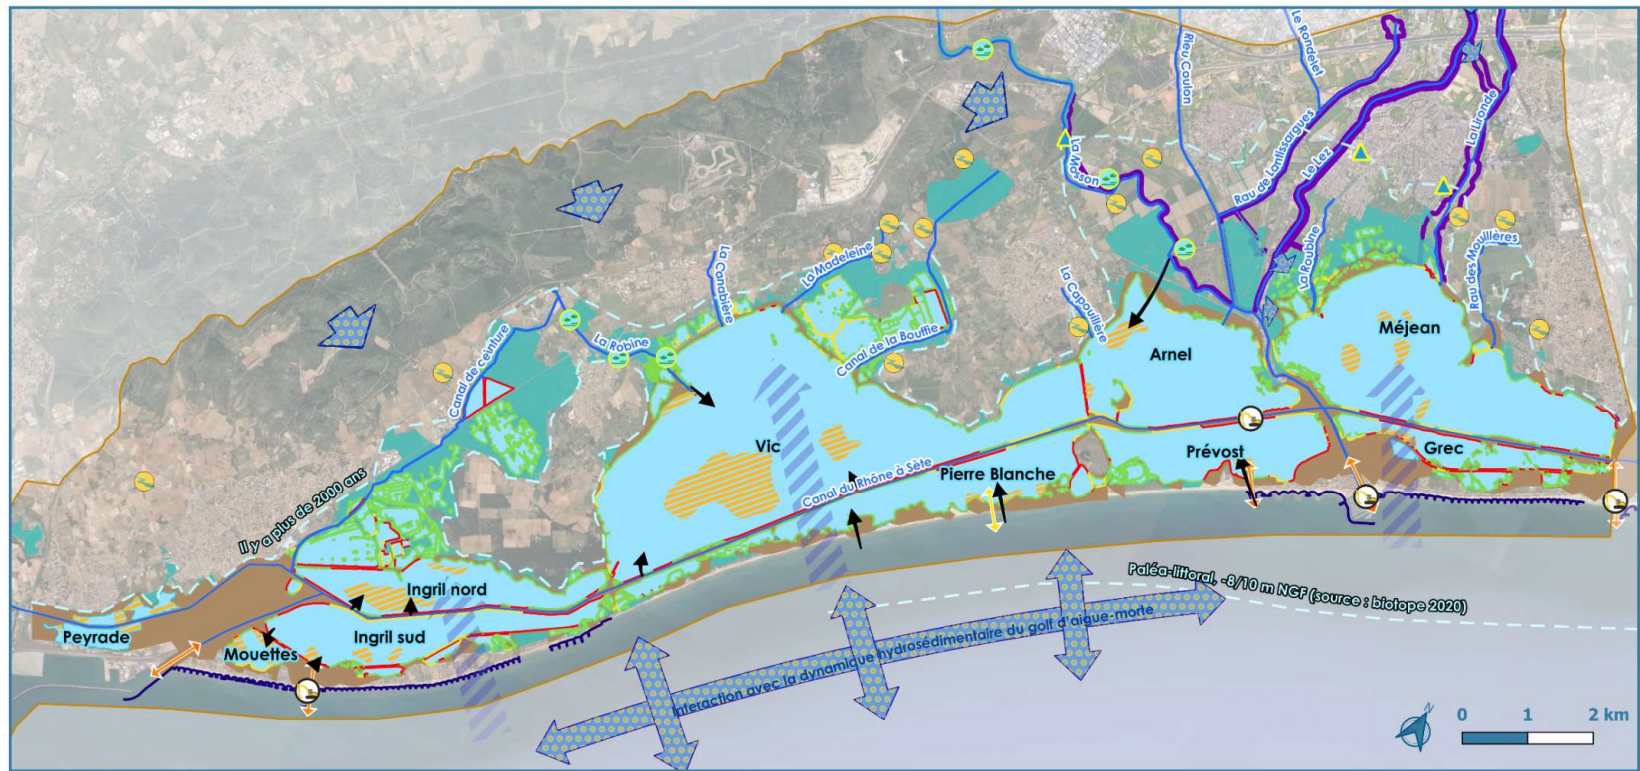 Rieu Coulon
Le Rondelet
La Lironde
Rau de Lantissargues
Le Lez
La Mosson
La Roubine
Rau des Mouillères
La Capoulière
La Madeleine
La Canabière
Canal de la Bouffie
La Robine
Canal de ceinture
Méjean
Arnel
Vic
Prévost
Grec
Pierre Blanche
Canal du Rhône à Sète
Il y a plus de 2000 ans
Ingril nord
Ingril sud
Peyrade
Mouettes
Paléa-littoral, -8/10 m NGF (source : biotope 2020)
Interaction avec la dynamique hydrosédimentaire du golf d'aigue-morte
N
0 1 2 km